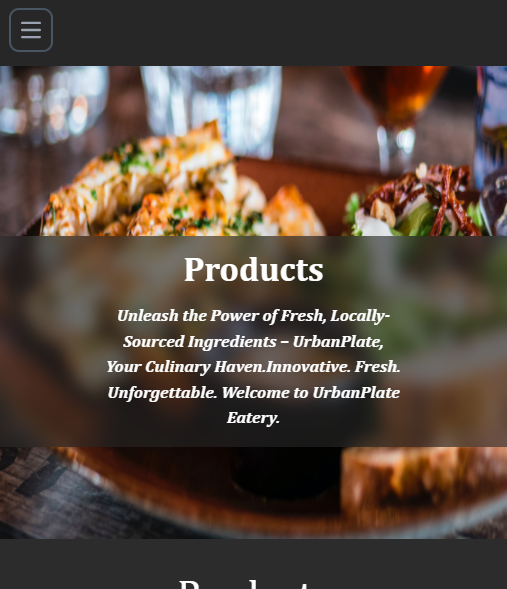 Products
Unleash the Power of Fresh, Locally-
Sourced Ingredients – UrbanPlate,
Your Culinary Haven.Innovative. Fresh.
Unforgettable. Welcome to UrbanPlate
Eatery.